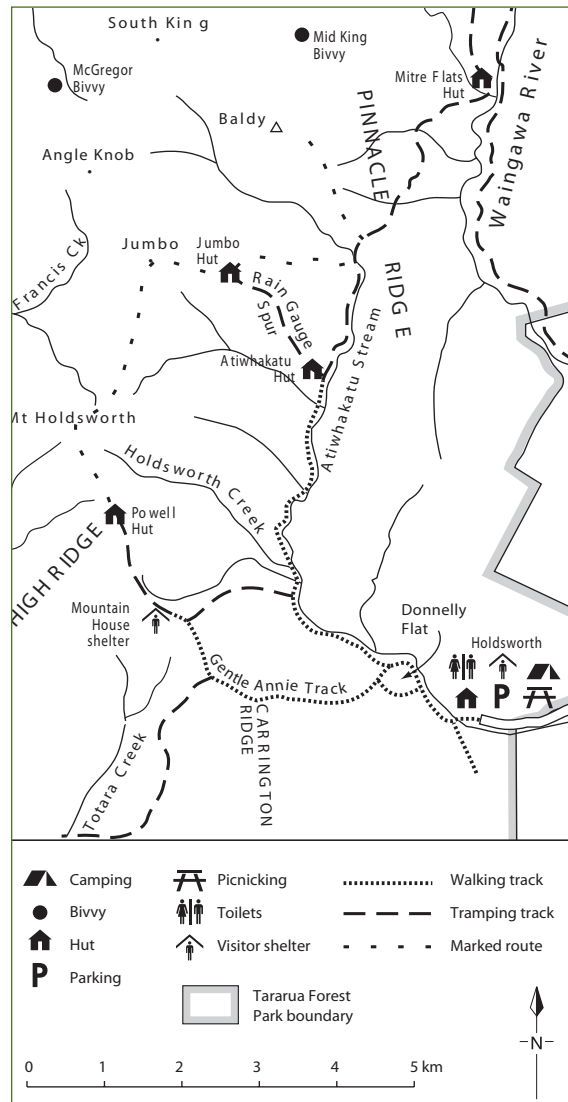 South King
Mid King
Bivvy
McGregor
Bivvy
Mitre Flats
Hut
Waingawa River
PINNACLE
RIDGE
Baldy
Angle Knob
Francis Ck
Jumbo
Jumbo
Hut
Rain Gauge
Spur
Atiwhakatu
Hut
Atiwhakatu Stream
Mt Holdsworth
Holdsworth Creek
Powell
Hut
HIGH RIDGE
Mountain
House
shelter
Donnelly
Flat
Holdsworth
P
Gentle Annie Track
CARRINGTON
RIDGE
Totara Creek
Camping
Bivvy
Hut
P Parking
Picnicking
Toilets
Visitor shelter
Walking track
Tramping track
Marked route
Tararua Forest
Park boundary
N
0 1 2 3 4 5 km